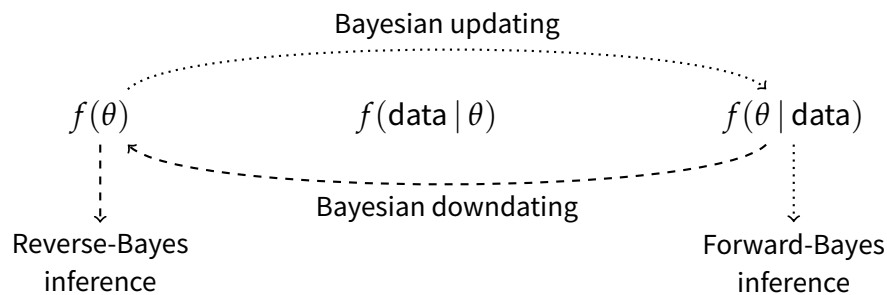 Bayesian updating
f(θ) f(data | θ) f(θ | data)
Bayesian downdating
Reverse-Bayes Forward-Bayes
inference inference